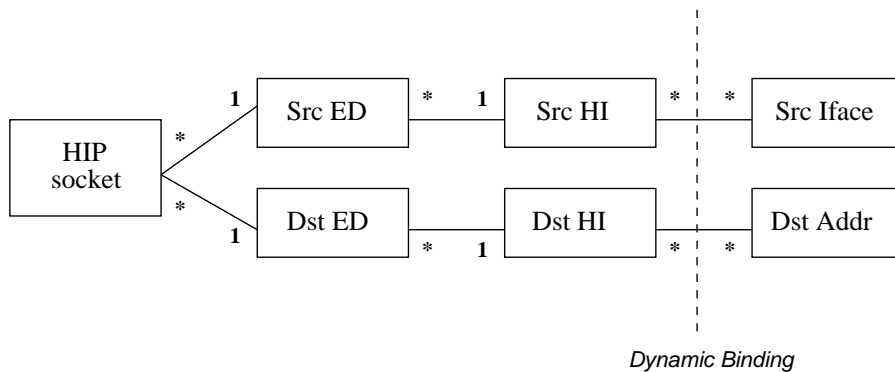 1 * 1 * *
Src ED Src HI Src Iface
*
HIP
socket
*
Dst ED Dst HI Dst Addr
1 * 1 * *
Dynamic Binding